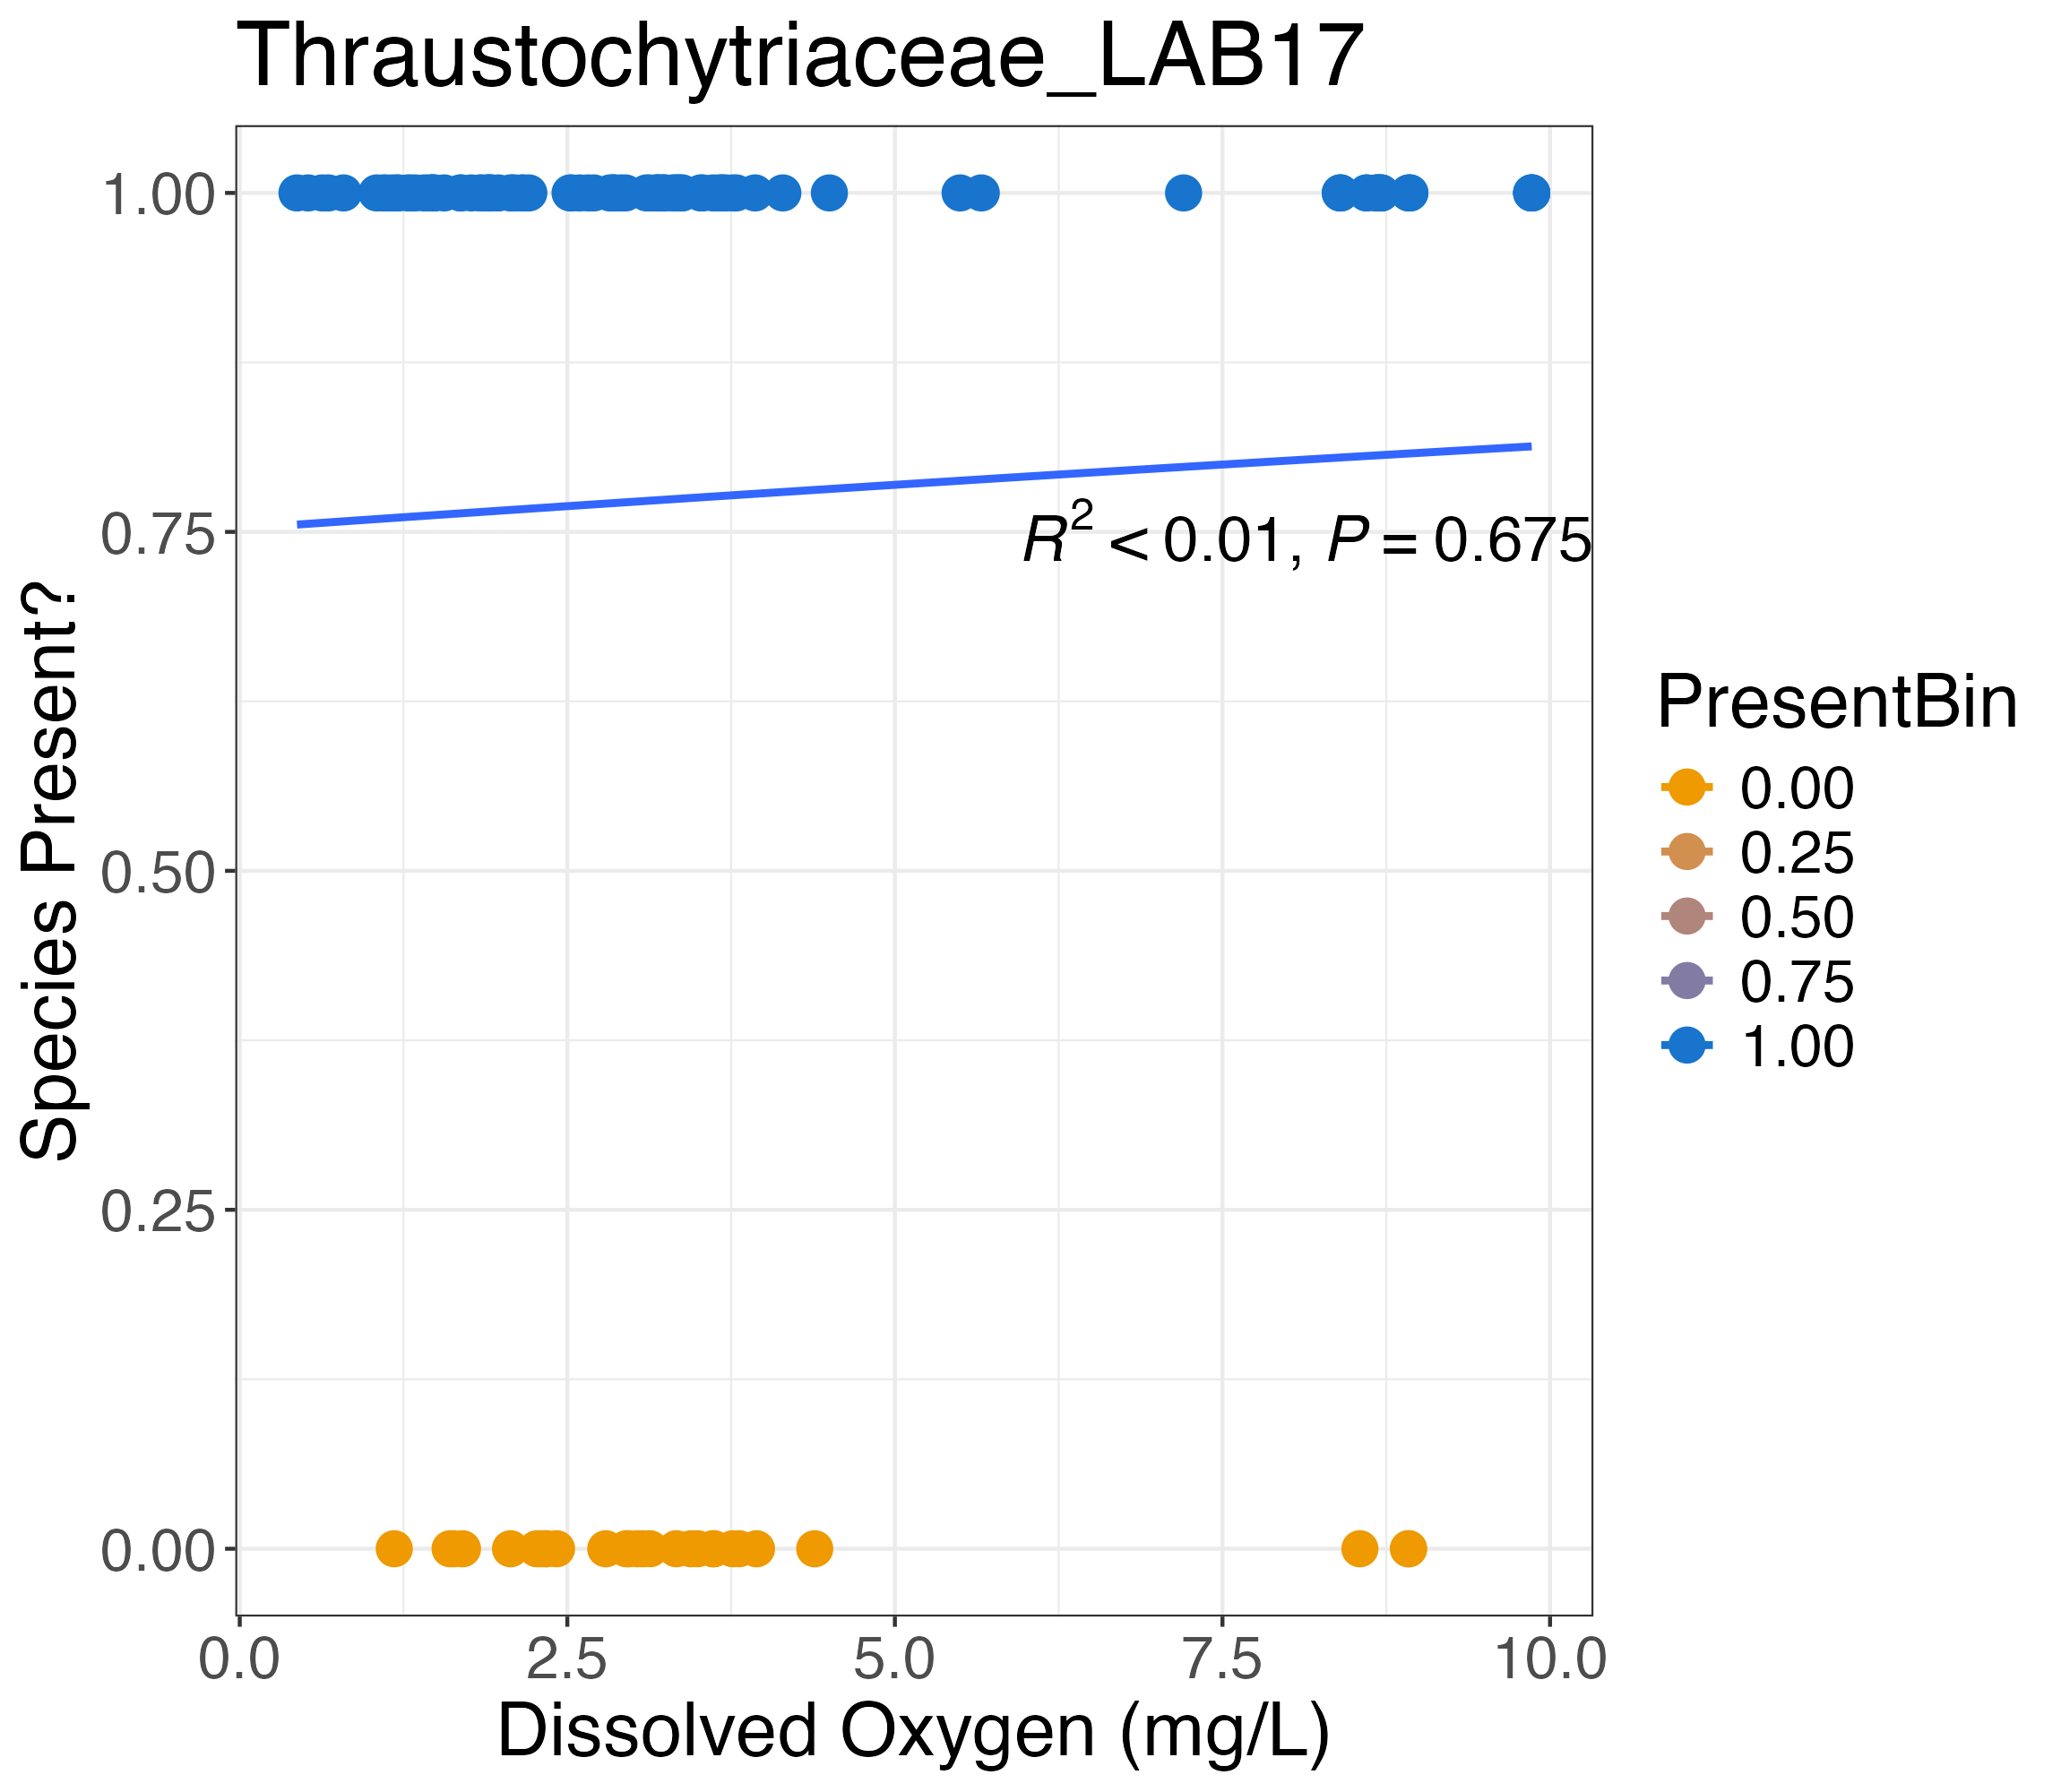 Thraustochytriaceae_LAB17
1.00
0.75
0.50
0.25
0.00
Species Present?
R² < 0.01, P = 0.675
0.0 2.5 5.0 7.5 10.0
Dissolved Oxygen (mg/L)
PresentBin
0.00
0.25
0.50
0.75
1.00